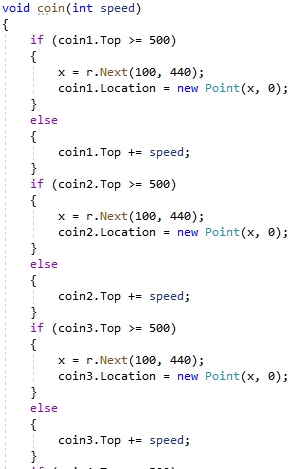 void coin(int speed)
{
    if (coin1.Top >= 500)
    {
        x = r.Next(100, 440);
        coin1.Location = new Point(x, 0);
    }
    else
    {
        coin1.Top += speed;
    }
    if (coin2.Top >= 500)
    {
        x = r.Next(100, 440);
        coin2.Location = new Point(x, 0);
    }
    else
    {
        coin2.Top += speed;
    }
    if (coin3.Top >= 500)
    {
        x = r.Next(100, 440);
        coin3.Location = new Point(x, 0);
    }
    else
    {
        coin3.Top += speed;
    }